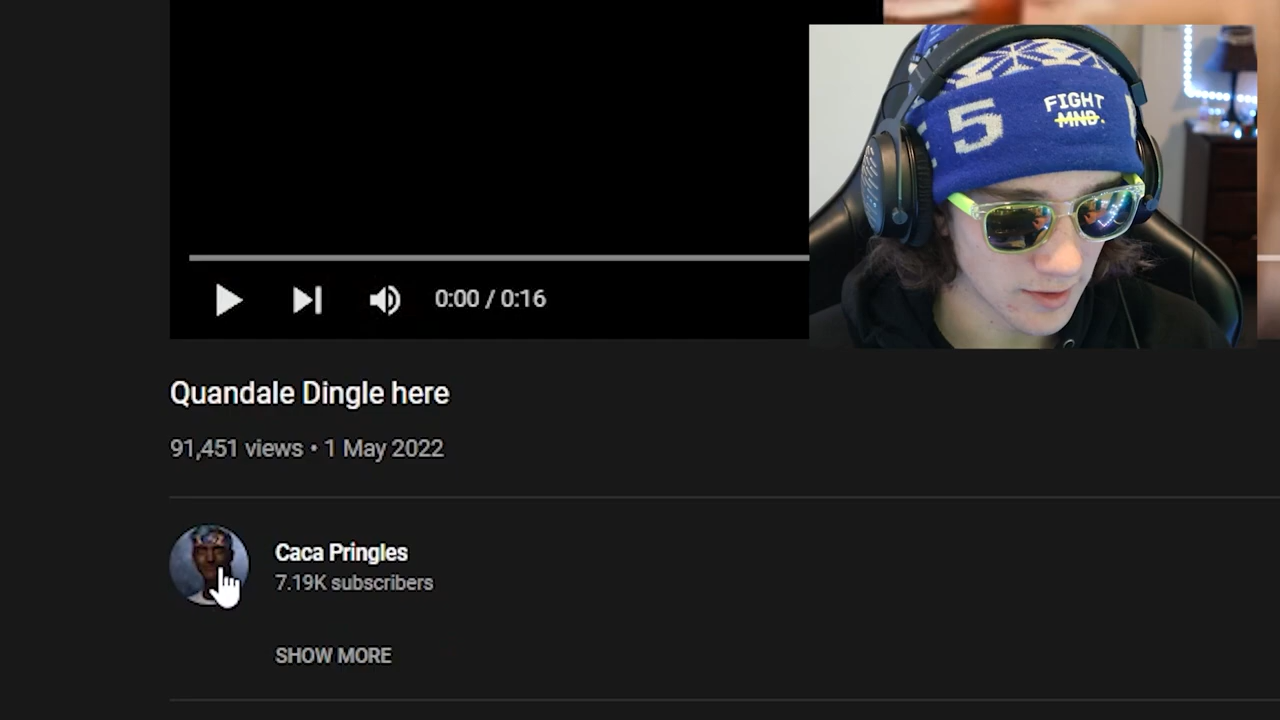 5
FIGHT
MND.
0:00 / 0:16
Quandale Dingle here
91,451 views • 1 May 2022
Caca Pringles
7.19K subscribers
SHOW MORE